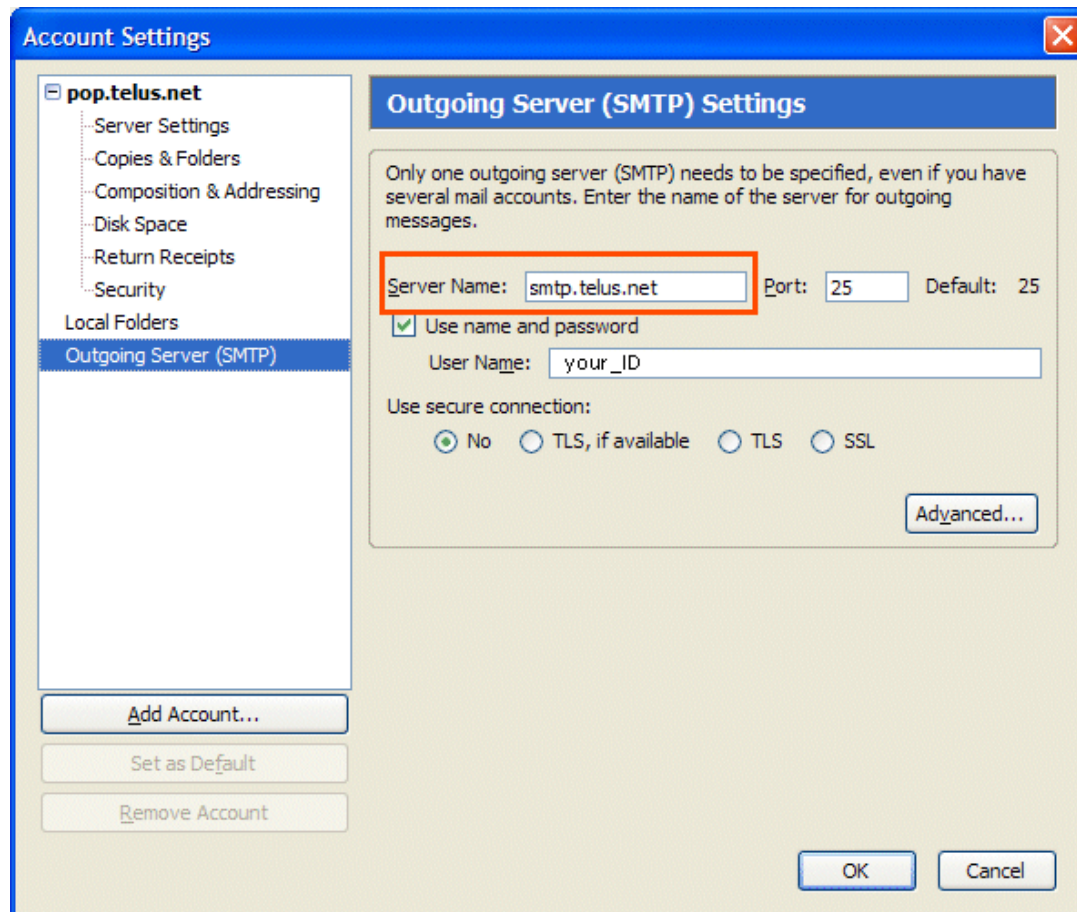 Account Settings
pop.telus.net
Server Settings
Copies & Folders
Composition & Addressing
Disk Space
Return Receipts
Security
Local Folders
Outgoing Server (SMTP)
Add Account...
Set as Default
Remove Account
Outgoing Server (SMTP) Settings
Only one outgoing server (SMTP) needs to be specified, even if you have
several mail accounts. Enter the name of the server for outgoing
messages.
Server Name: smtp.telus.net Port: 25 Default: 25
Use name and password
User Name: your_ID
Use secure connection:
No TLS, if available TLS SSL
Advanced...
OK Cancel